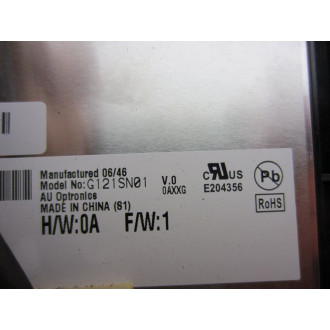 Manufactured 06/46
Model No:G121SN01 V.0
AU Optronics 0AXXG
MADE IN CHINA (S1)
H/W:0A F/W:1
c RU US
E204356
Pb
RoHS